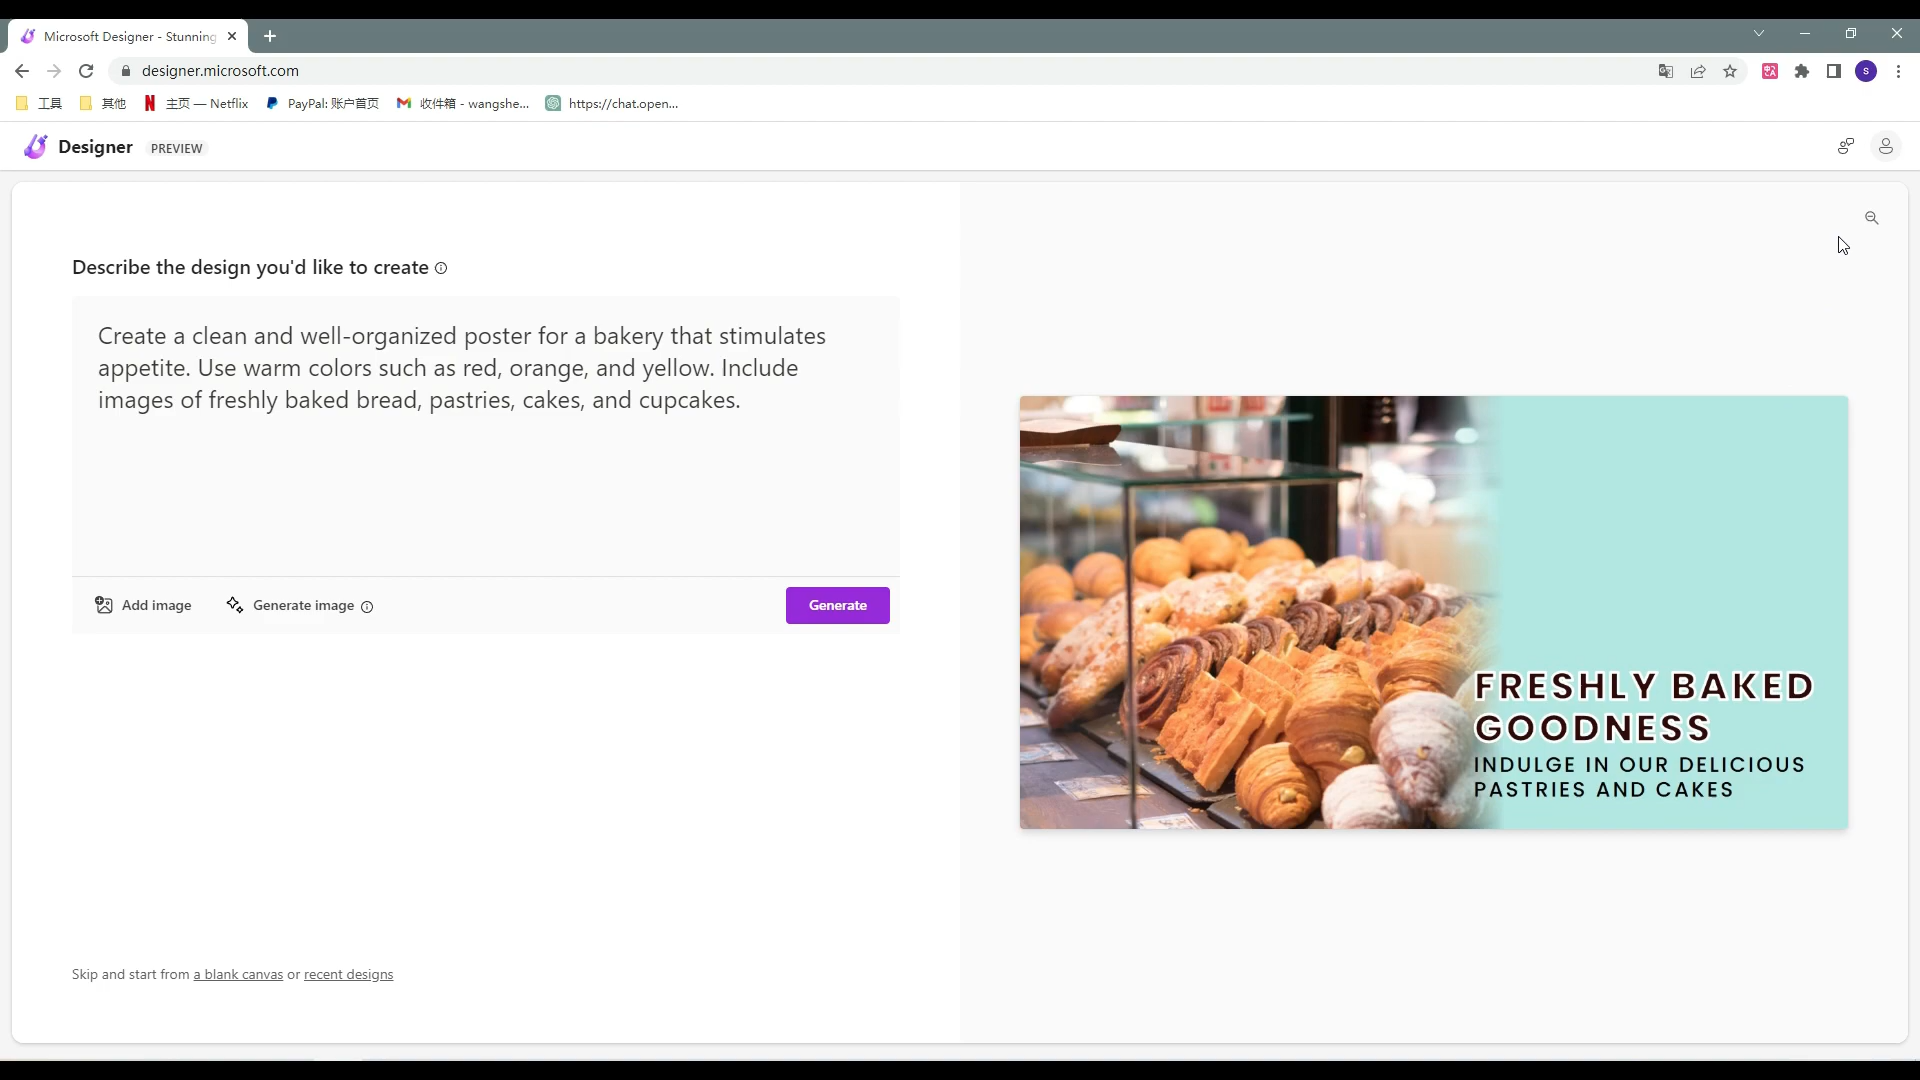 Microsoft Designer - Stunning
designer.microsoft.com
S
工具
其他
主页 — Netflix
PayPal: 账户首页
收件箱 - wangshe...
https://chat.open...
Designer PREVIEW
Describe the design you'd like to create
Create a clean and well-organized poster for a bakery that stimulates
appetite. Use warm colors such as red, orange, and yellow. Include
images of freshly baked bread, pastries, cakes, and cupcakes.
Add image
Generate image
Generate
FRESHLY BAKED
GOODNESS
INDULGE IN OUR DELICIOUS
PASTRIES AND CAKES
Skip and start from a blank canvas or recent designs